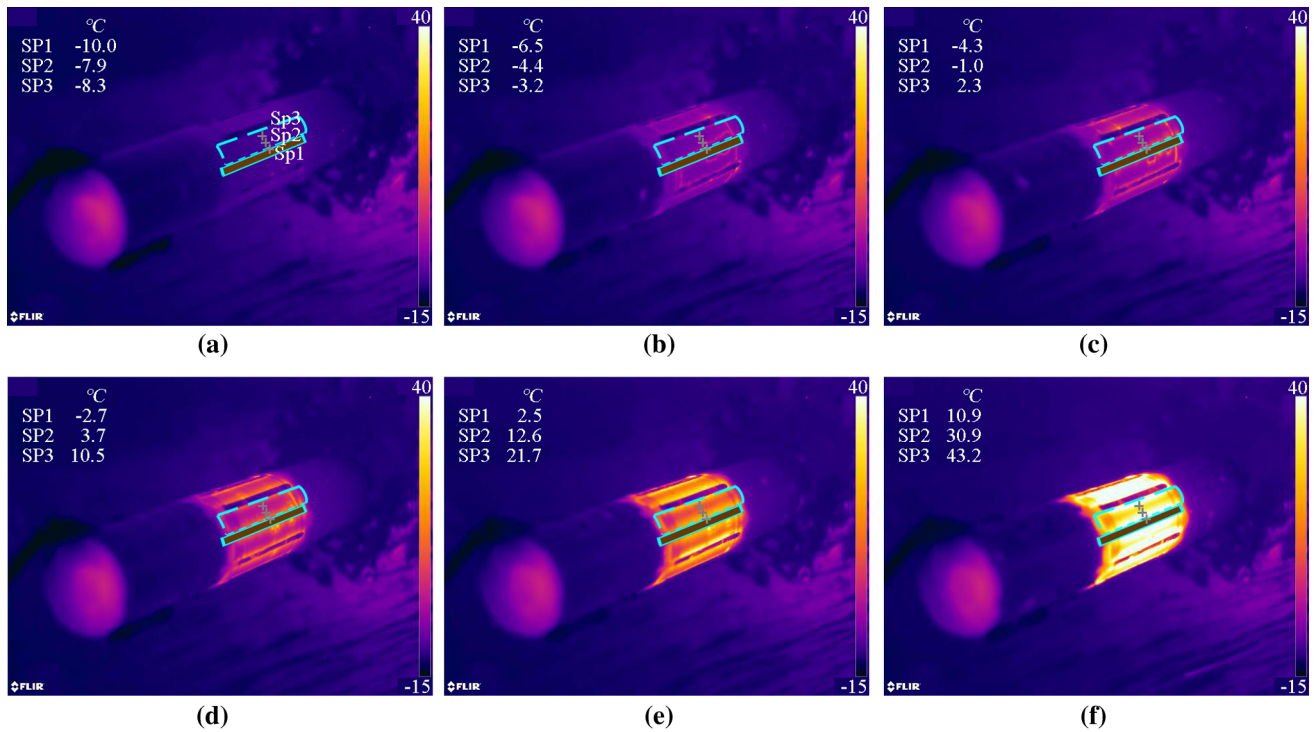 40
°C
SP1 -10.0
SP2 -7.9
SP3 -8.3
Sp3
Sp2
Sp1
FLIR
-15
(a)
40
°C
SP1 -6.5
SP2 -4.4
SP3 -3.2
FLIR
-15
(b)
40
°C
SP1 -4.3
SP2 -1.0
SP3 2.3
FLIR
-15
(c)
40
°C
SP1 -2.7
SP2 3.7
SP3 10.5
FLIR
-15
(d)
40
°C
SP1 2.5
SP2 12.6
SP3 21.7
FLIR
-15
(e)
40
°C
SP1 10.9
SP2 30.9
SP3 43.2
FLIR
-15
(f)